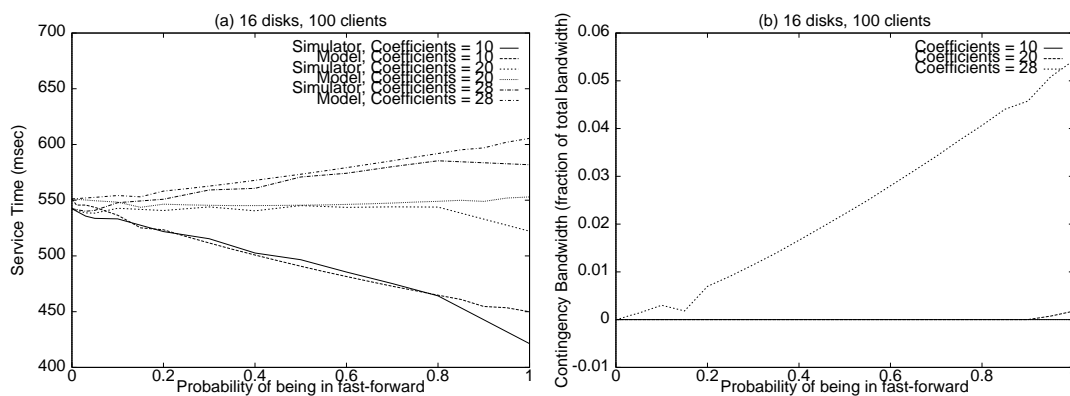 (a) 16 disks, 100 clients
700
650
600
550
500
450
400
Service Time (msec)
Simulator, Coefficients = 10
Model, Coefficients = 10
Simulator, Coefficients = 20
Model, Coefficients = 20
Simulator, Coefficients = 28
Model, Coefficients = 28
0 0.2 0.4 0.6 0.8 1
Probability of being in fast-forward
(b) 16 disks, 100 clients
0.06
0.05
0.04
0.03
0.02
0.01
0
-0.01
Contingency Bandwidth (fraction of total bandwidth)
Coefficients = 10
Coefficients = 20
Coefficients = 28
0 0.2 0.4 0.6 0.8
Probability of being in fast-forward